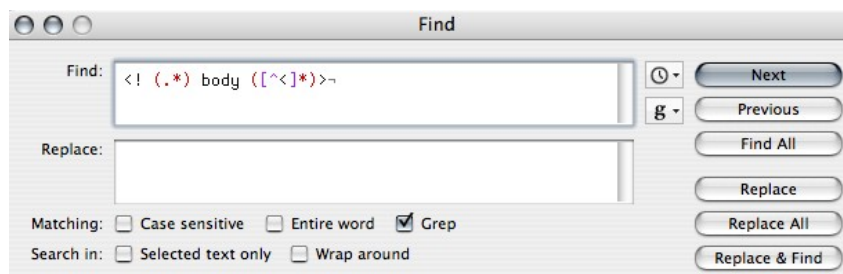 Find
Find:
<! (.*) body ([^<]*)>¬
g
Next
Previous
Find All
Replace:
Replace
Matching:
Case sensitive
Entire word
Grep
Replace All
Search in:
Selected text only
Wrap around
Replace & Find